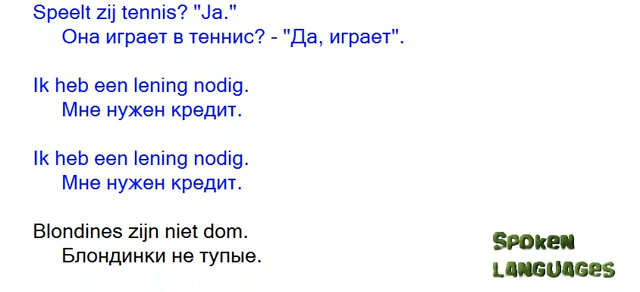 Speelt zij tennis? "Ja."
Она играет в теннис? - "Да, играет".
Ik heb een lening nodig.
Мне нужен кредит.
Ik heb een lening nodig.
Мне нужен кредит.
Blondines zijn niet dom.
Блондинки не тупые.
SPOKEN
LANGUAGES